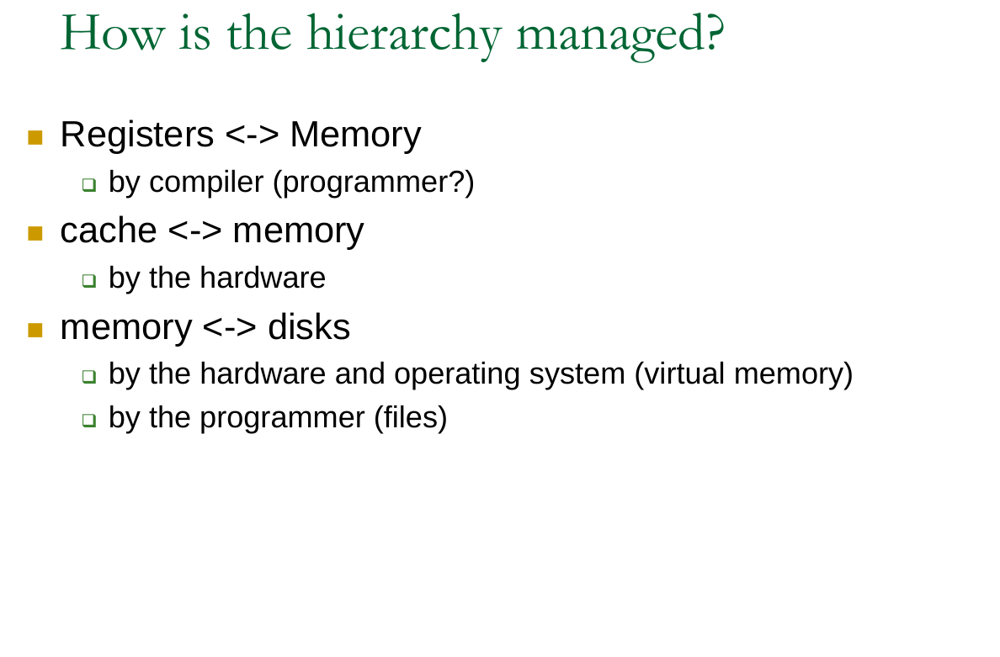 How is the hierarchy managed?
Registers <-> Memory
by compiler (programmer?)
cache <-> memory
by the hardware
memory <-> disks
by the hardware and operating system (virtual memory)
by the programmer (files)